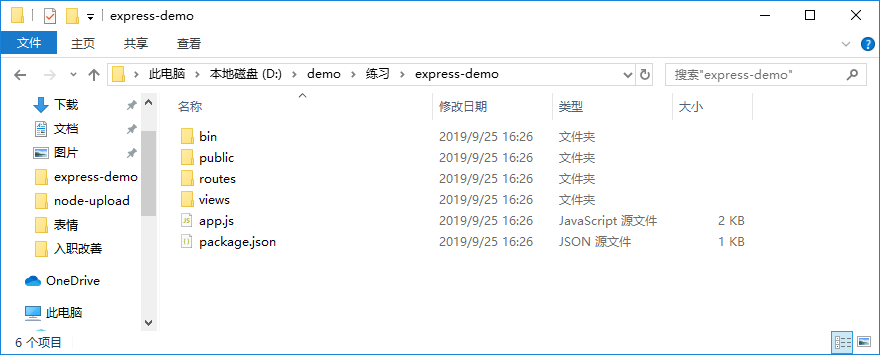 express-demo
文件 主页 共享 查看
此电脑 本地磁盘 (D:) demo 练习 express-demo 搜索"express-demo"
下载
文档
图片
express-demo
node-upload
表情
入职改善
OneDrive
此电脑
名称 修改日期 类型 大小
bin 2019/9/25 16:26 文件夹
public 2019/9/25 16:26 文件夹
routes 2019/9/25 16:26 文件夹
views 2019/9/25 16:26 文件夹
app.js 2019/9/25 16:26 JavaScript 源文件 2 KB
package.json 2019/9/25 16:26 JSON 源文件 1 KB
6 个项目